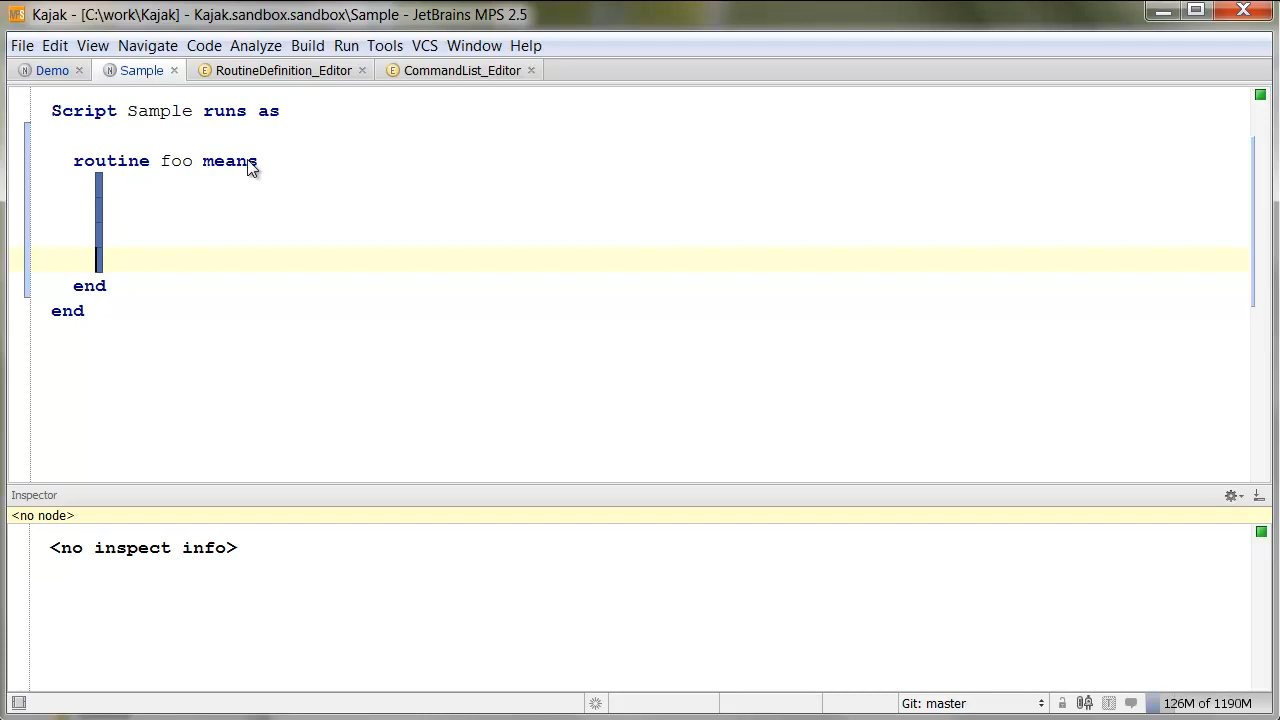 MPS Kajak - [C:\work\Kajak] - Kajak.sandbox.sandbox\Sample - JetBrains MPS 2.5
File Edit View Navigate Code Analyze Build Run Tools VCS Window Help
N Demo N Sample E RoutineDefinition_Editor E CommandList_Editor
Script Sample runs as
routine foo means
end
end
Inspector
<no node>
<no inspect info>
Git: master 126M of 1190M